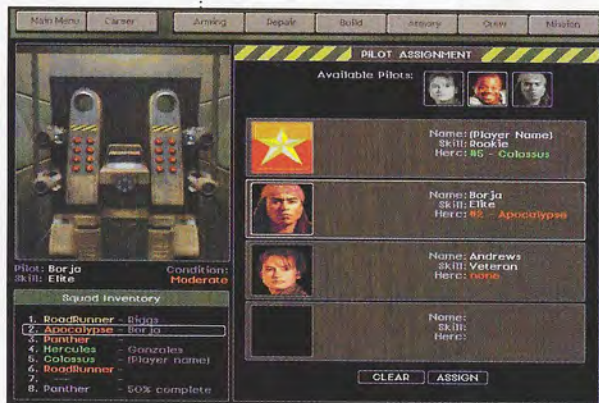 Main Menu
Career
Arming
Repair
Build
Armory
Crew
Mission
PILOT ASSIGNMENT
Available Pilots:
Name: (Player Name)
Skill: Rookie
Herc: #5 - Colossus
Name: Borja
Skill: Elite
Herc: #2 - Apocalypse
Name: Andrews
Skill: Veteran
Herc: none
Name:
Skill:
Herc:
CLEAR
ASSIGN
Pilot: Borja
Skill: Elite
Condition:
Moderate
Squad Inventory
1. RoadRunner - Riggs
2. Apocalypse - Borja
3. Panther -
4. Hercules - Gonzales
5. Colossus - (Player name)
6. RoadRunner -
7. ---- -
8. Panther - 50% complete